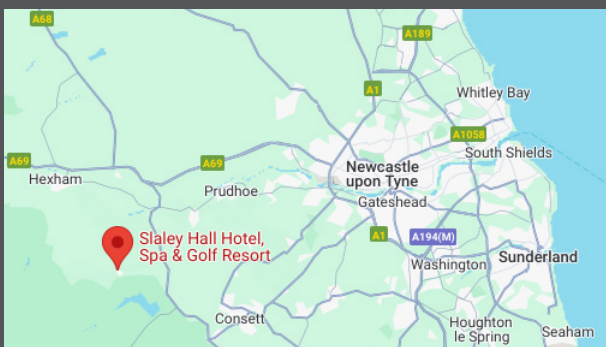 A68
A189
A1
Whitley Bay
A1058
South Shields
A69
A69
Newcastle
upon Tyne
Hexham
Prudhoe
Gateshead
Slaley Hall Hotel,
Spa & Golf Resort
A1
A194(M)
Washington
Sunderland
Consett
Houghton
le Spring
Seaham